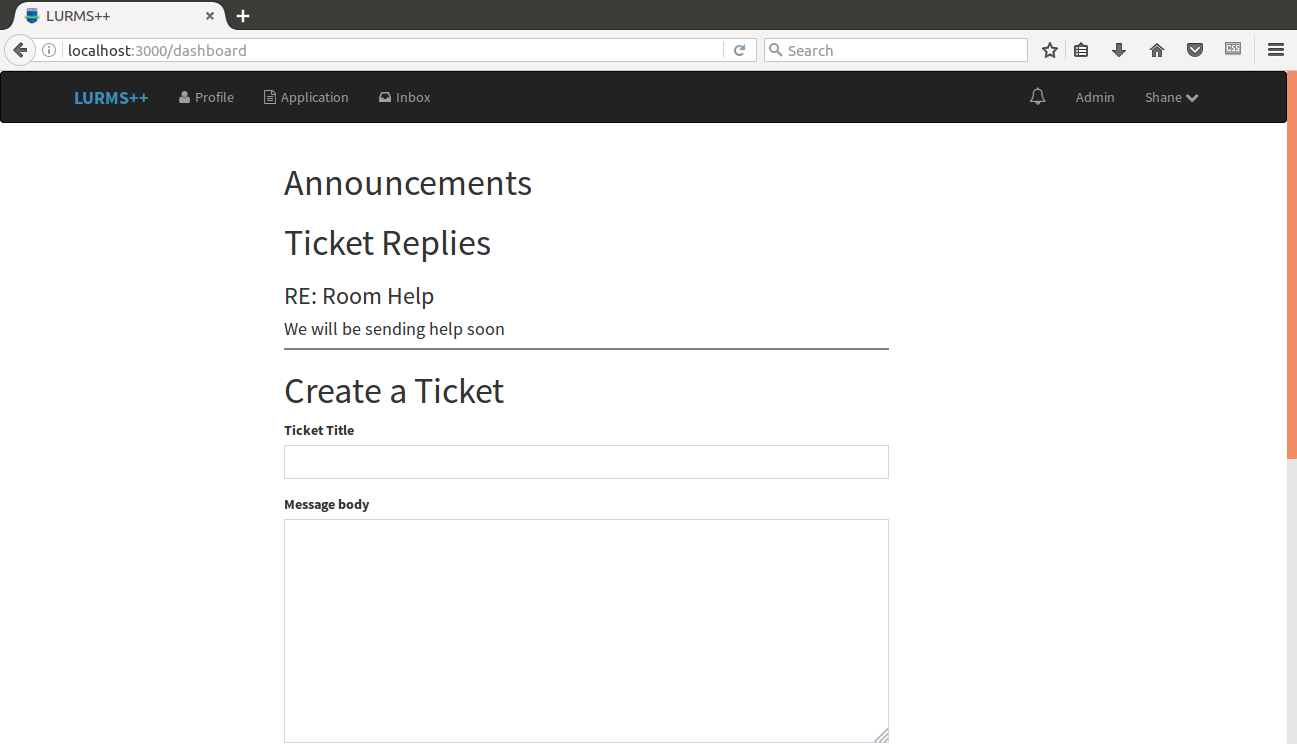 LURMS++
localhost:3000/dashboard
Search
CSS
LURMS++ Profile Application Inbox Admin Shane
Announcements
Ticket Replies
RE: Room Help
We will be sending help soon
Create a Ticket
Ticket Title
Message body